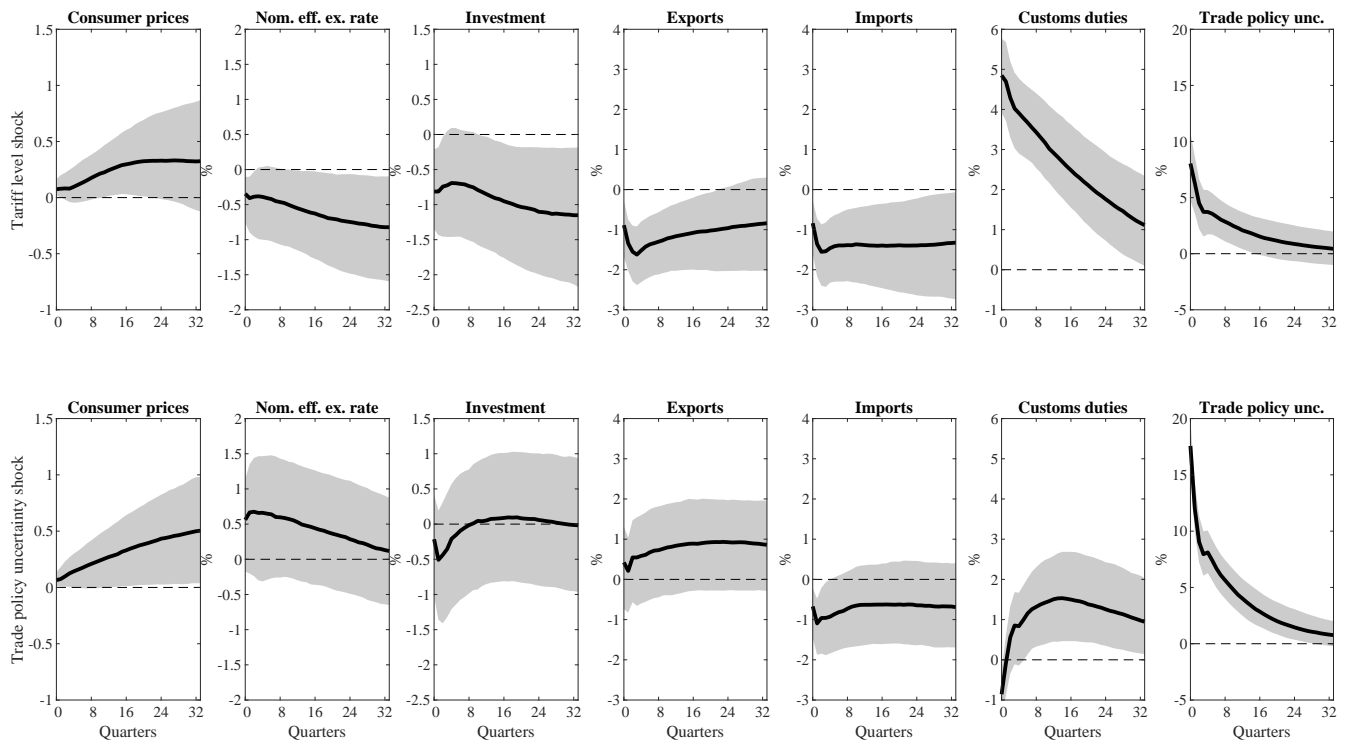 Consumer prices Nom. eff. ex. rate Investment Exports Imports Customs duties Trade policy unc.
Tariff level shock
1.5 2 1.5 4 4 6 20
1 1.5 1 3 3 5 15
0.5 1 0.5 2 2 4 10
0 0.5 0 1 1 3 5
-0.5 0 -0.5 0 0 2 0
-1 -0.5 -1 -1 -1 1 -5
-1 -1.5 -2 -2 0
-1.5 -2 -3 -3 -1
-2 -2.5
% % % % % %
0 8 16 24 32 0 8 16 24 32 0 8 16 24 32 0 8 16 24 32 0 8 16 24 32 0 8 16 24 32 0 8 16 24 32
Consumer prices Nom. eff. ex. rate Investment Exports Imports Customs duties Trade policy unc.
Trade policy uncertainty shock
1.5 2 1.5 4 4 6 20
1 1.5 1 3 3 5 15
0.5 1 0.5 2 2 4 10
0 0.5 0 1 1 3 5
-0.5 0 -0.5 0 0 2 0
-1 -0.5 -1 -1 -1 1 -5
-1 -1.5 -2 -2 0
-1.5 -2 -3 -3 -1
-2 -2.5
% % % % % %
0 8 16 24 32 0 8 16 24 32 0 8 16 24 32 0 8 16 24 32 0 8 16 24 32 0 8 16 24 32 0 8 16 24 32
Quarters Quarters Quarters Quarters Quarters Quarters Quarters